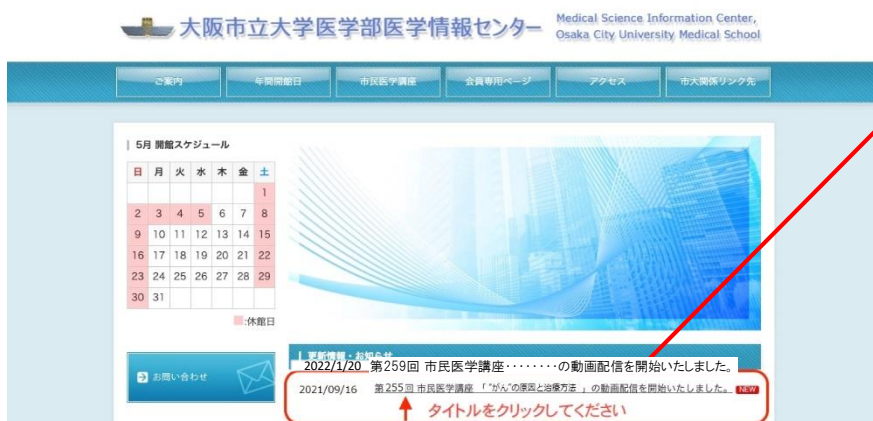 大阪市立大学医学部医学情報センター
Medical Science Information Center,
Osaka City University Medical School
ご案内 年間開館日 市民医学講座 会員専用ページ アクセス 市大関係リンク先
5月 開館スケジュール
日 月 火 水 木 金 土
1
2 3 4 5 6 7 8
9 10 11 12 13 14 15
16 17 18 19 20 21 22
23 24 25 26 27 28 29
30 31
:休館日
お問い合わせ
更新情報・お知らせ
2022/1/20 第259回 市民医学講座・・・・・・・・の動画配信を開始いたしました。
2021/09/16 第255回 市民医学講座 「 "がん"の原因と治療方法 」の動画配信を開始いたしました。 NEW
タイトルをクリックしてください